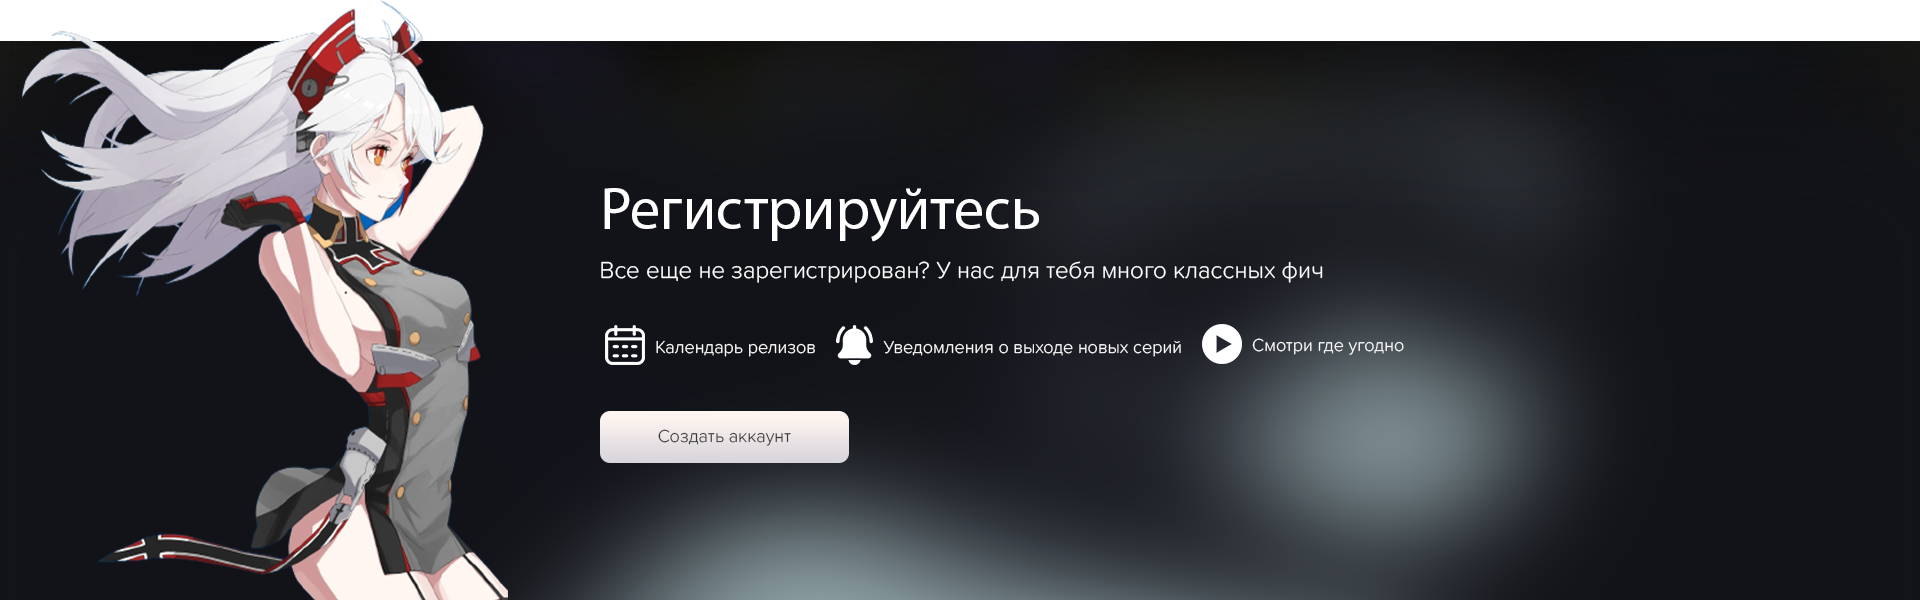 Регистрируйтесь
Все еще не зарегистрирован? У нас для тебя много классных фич
Календарь релизов
Уведомления о выходе новых серий
Смотри где угодно
Создать аккаунт